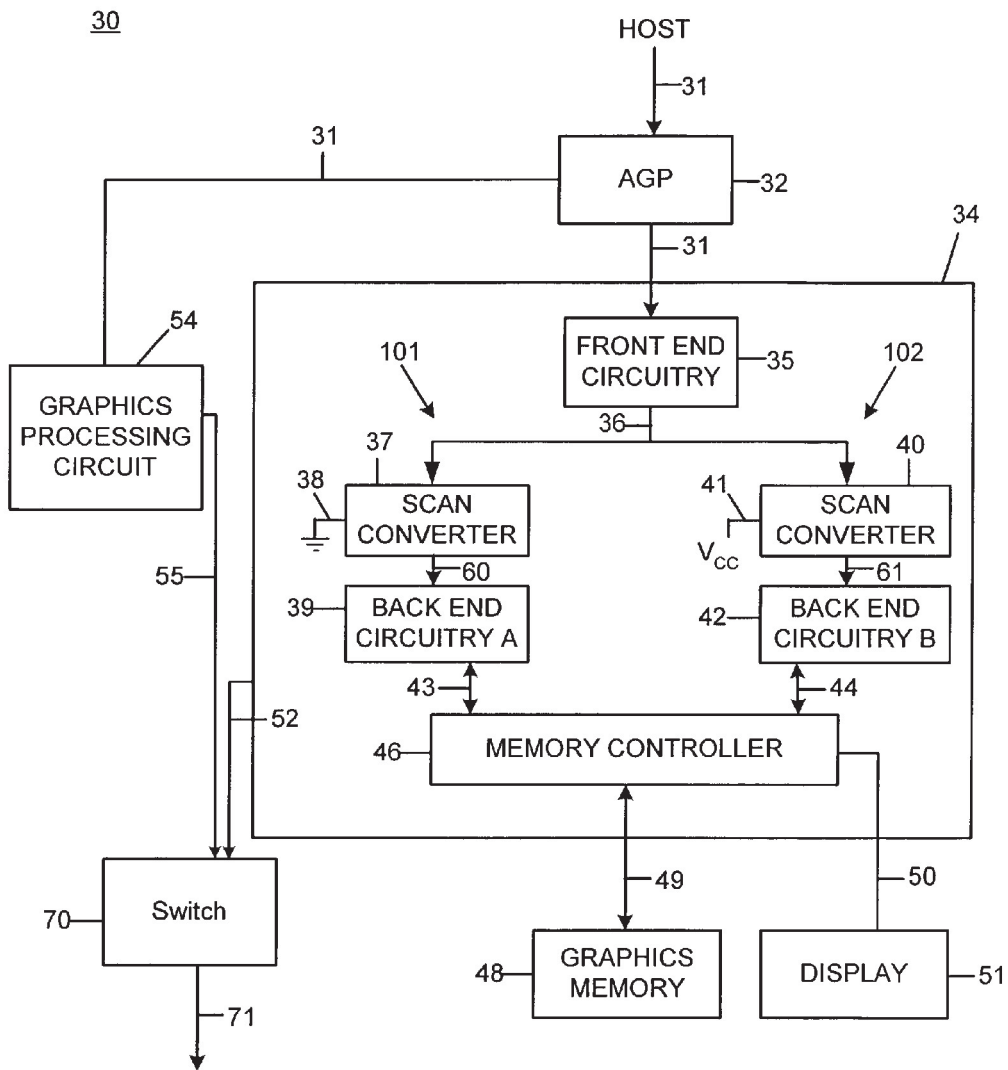 30
HOST
31
31
AGP
32
31
34
54
FRONT END
CIRCUITRY
35
101
102
GRAPHICS
PROCESSING
CIRCUIT
36
37
40
38
SCAN
CONVERTER
41
SCAN
CONVERTER
VCC
55
60
61
39
BACK END
CIRCUITRY A
42
BACK END
CIRCUITRY B
43
44
52
46
MEMORY CONTROLLER
49
50
70
Switch
48
GRAPHICS
MEMORY
DISPLAY
51
71